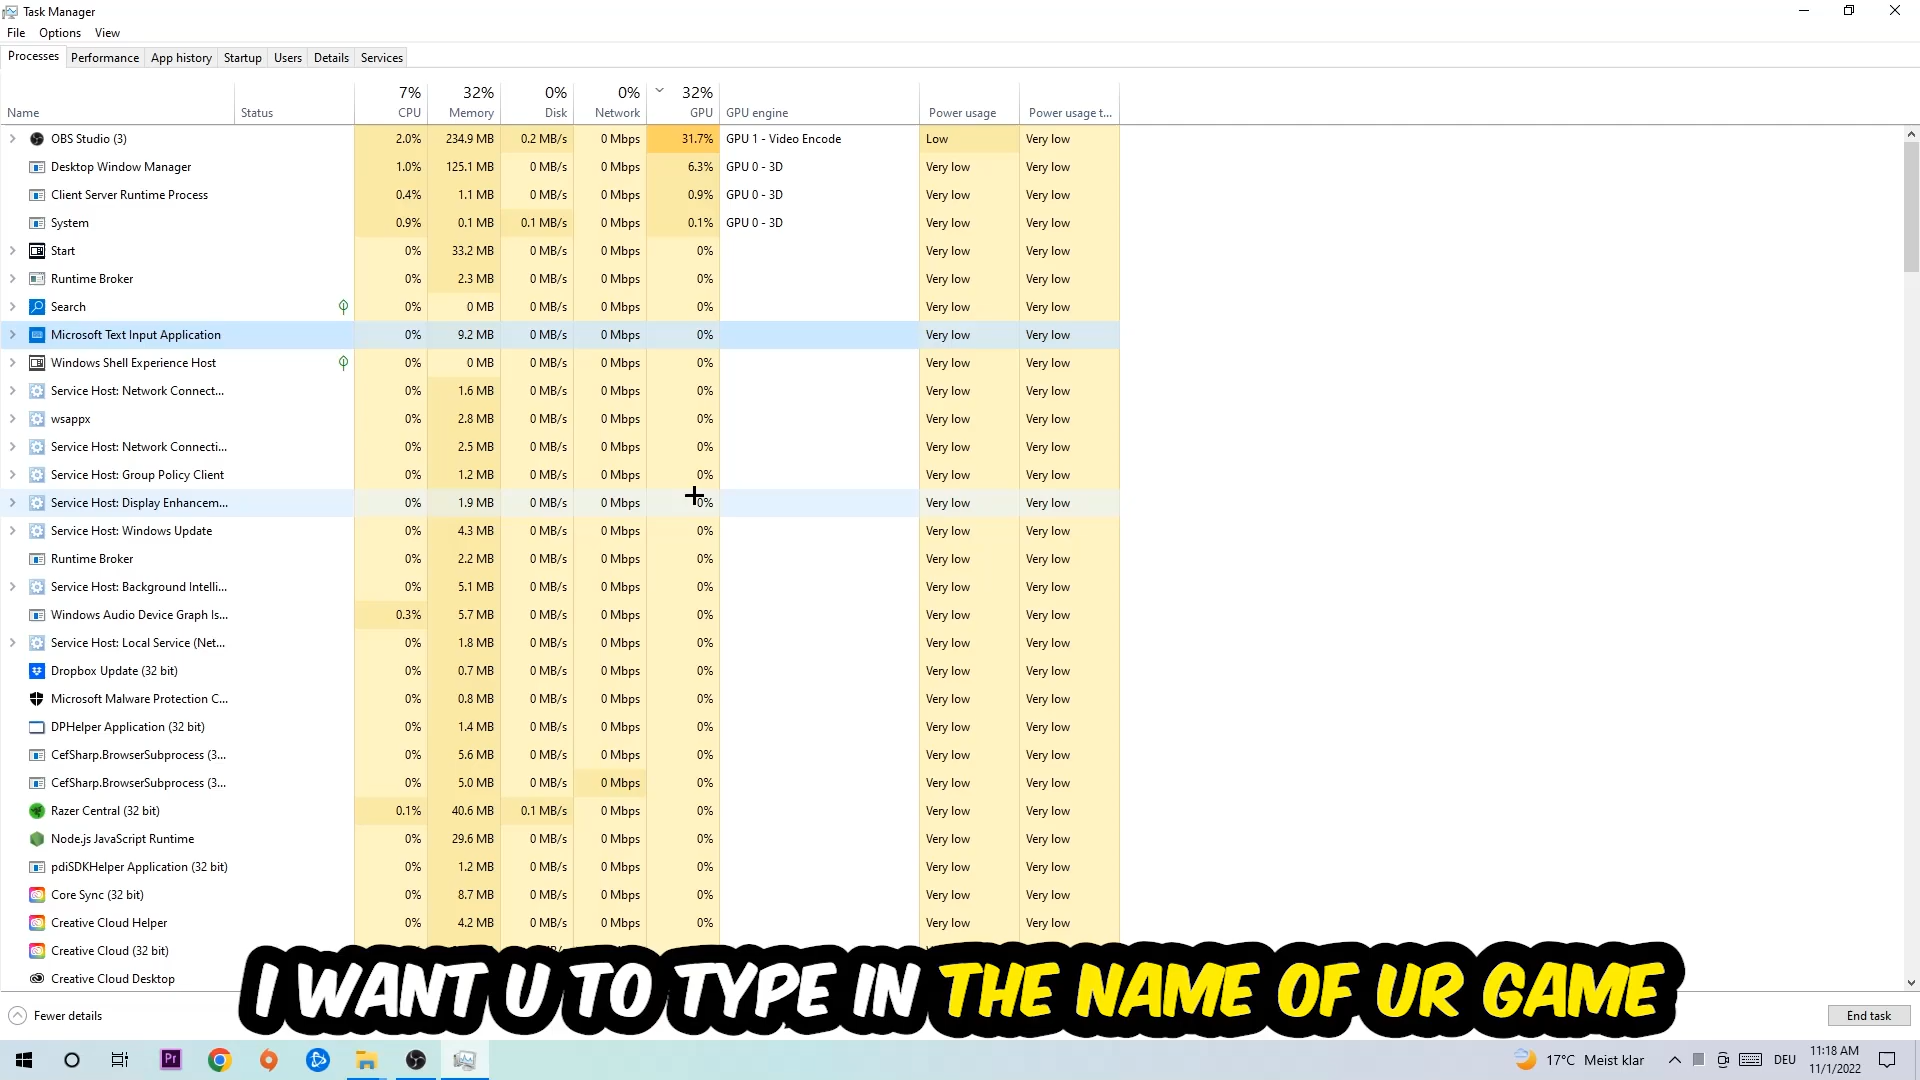 Task Manager
File Options View
Processes Performance App history Startup Users Details Services
7% 32% 0% 0% 32%
Name Status CPU Memory Disk Network GPU GPU engine Power usage Power usage t...
OBS Studio (3) 2.0% 234.9 MB 0.2 MB/s 0 Mbps 31.7% GPU 1 - Video Encode Low Very low
Desktop Window Manager 1.0% 125.1 MB 0 MB/s 0 Mbps 6.3% GPU 0 - 3D Very low Very low
Client Server Runtime Process 0.4% 1.1 MB 0 MB/s 0 Mbps 0.9% GPU 0 - 3D Very low Very low
System 0.9% 0.1 MB 0.1 MB/s 0 Mbps 0.1% GPU 0 - 3D Very low Very low
Start 0% 33.2 MB 0 MB/s 0 Mbps 0% Very low Very low
Runtime Broker 0% 2.3 MB 0 MB/s 0 Mbps 0% Very low Very low
Search 0% 0 MB 0 MB/s 0 Mbps 0% Very low Very low
Microsoft Text Input Application 0% 9.2 MB 0 MB/s 0 Mbps 0% Very low Very low
Windows Shell Experience Host 0% 0 MB 0 MB/s 0 Mbps 0% Very low Very low
Service Host: Network Connect... 0% 1.6 MB 0 MB/s 0 Mbps 0% Very low Very low
wsappx 0% 2.8 MB 0 MB/s 0 Mbps 0% Very low Very low
Service Host: Network Connecti... 0% 2.5 MB 0 MB/s 0 Mbps 0% Very low Very low
Service Host: Group Policy Client 0% 1.2 MB 0 MB/s 0 Mbps 0% Very low Very low
Service Host: Display Enhancem... 0% 1.9 MB 0 MB/s 0 Mbps 0% Very low Very low
Service Host: Windows Update 0% 4.3 MB 0 MB/s 0 Mbps 0% Very low Very low
Runtime Broker 0% 2.2 MB 0 MB/s 0 Mbps 0% Very low Very low
Service Host: Background Intelli... 0% 5.1 MB 0 MB/s 0 Mbps 0% Very low Very low
Windows Audio Device Graph Is... 0.3% 5.7 MB 0 MB/s 0 Mbps 0% Very low Very low
Service Host: Local Service (Net... 0% 1.8 MB 0 MB/s 0 Mbps 0% Very low Very low
Dropbox Update (32 bit) 0% 0.7 MB 0 MB/s 0 Mbps 0% Very low Very low
Microsoft Malware Protection C... 0% 0.8 MB 0 MB/s 0 Mbps 0% Very low Very low
DPHelper Application (32 bit) 0% 1.4 MB 0 MB/s 0 Mbps 0% Very low Very low
CefSharp.BrowserSubprocess (3... 0% 5.6 MB 0 MB/s 0 Mbps 0% Very low Very low
CefSharp.BrowserSubprocess (3... 0% 5.0 MB 0 MB/s 0 Mbps 0% Very low Very low
Razer Central (32 bit) 0.1% 40.6 MB 0.1 MB/s 0 Mbps 0% Very low Very low
Node.js JavaScript Runtime 0% 29.6 MB 0 MB/s 0 Mbps 0% Very low Very low
pdiSDKHelper Application (32 bit) 0% 1.2 MB 0 MB/s 0 Mbps 0% Very low Very low
Core Sync (32 bit) 0% 8.7 MB 0 MB/s 0 Mbps 0% Very low Very low
Creative Cloud Helper 0% 4.2 MB 0 MB/s 0 Mbps 0% Very low Very low
Creative Cloud (32 bit)
Creative Cloud Desktop
I WANT U TO TYPE IN THE NAME OF UR GAME
Fewer details End task
Pr 17°C Meist klar DEU 11:18 AM
11/1/2022